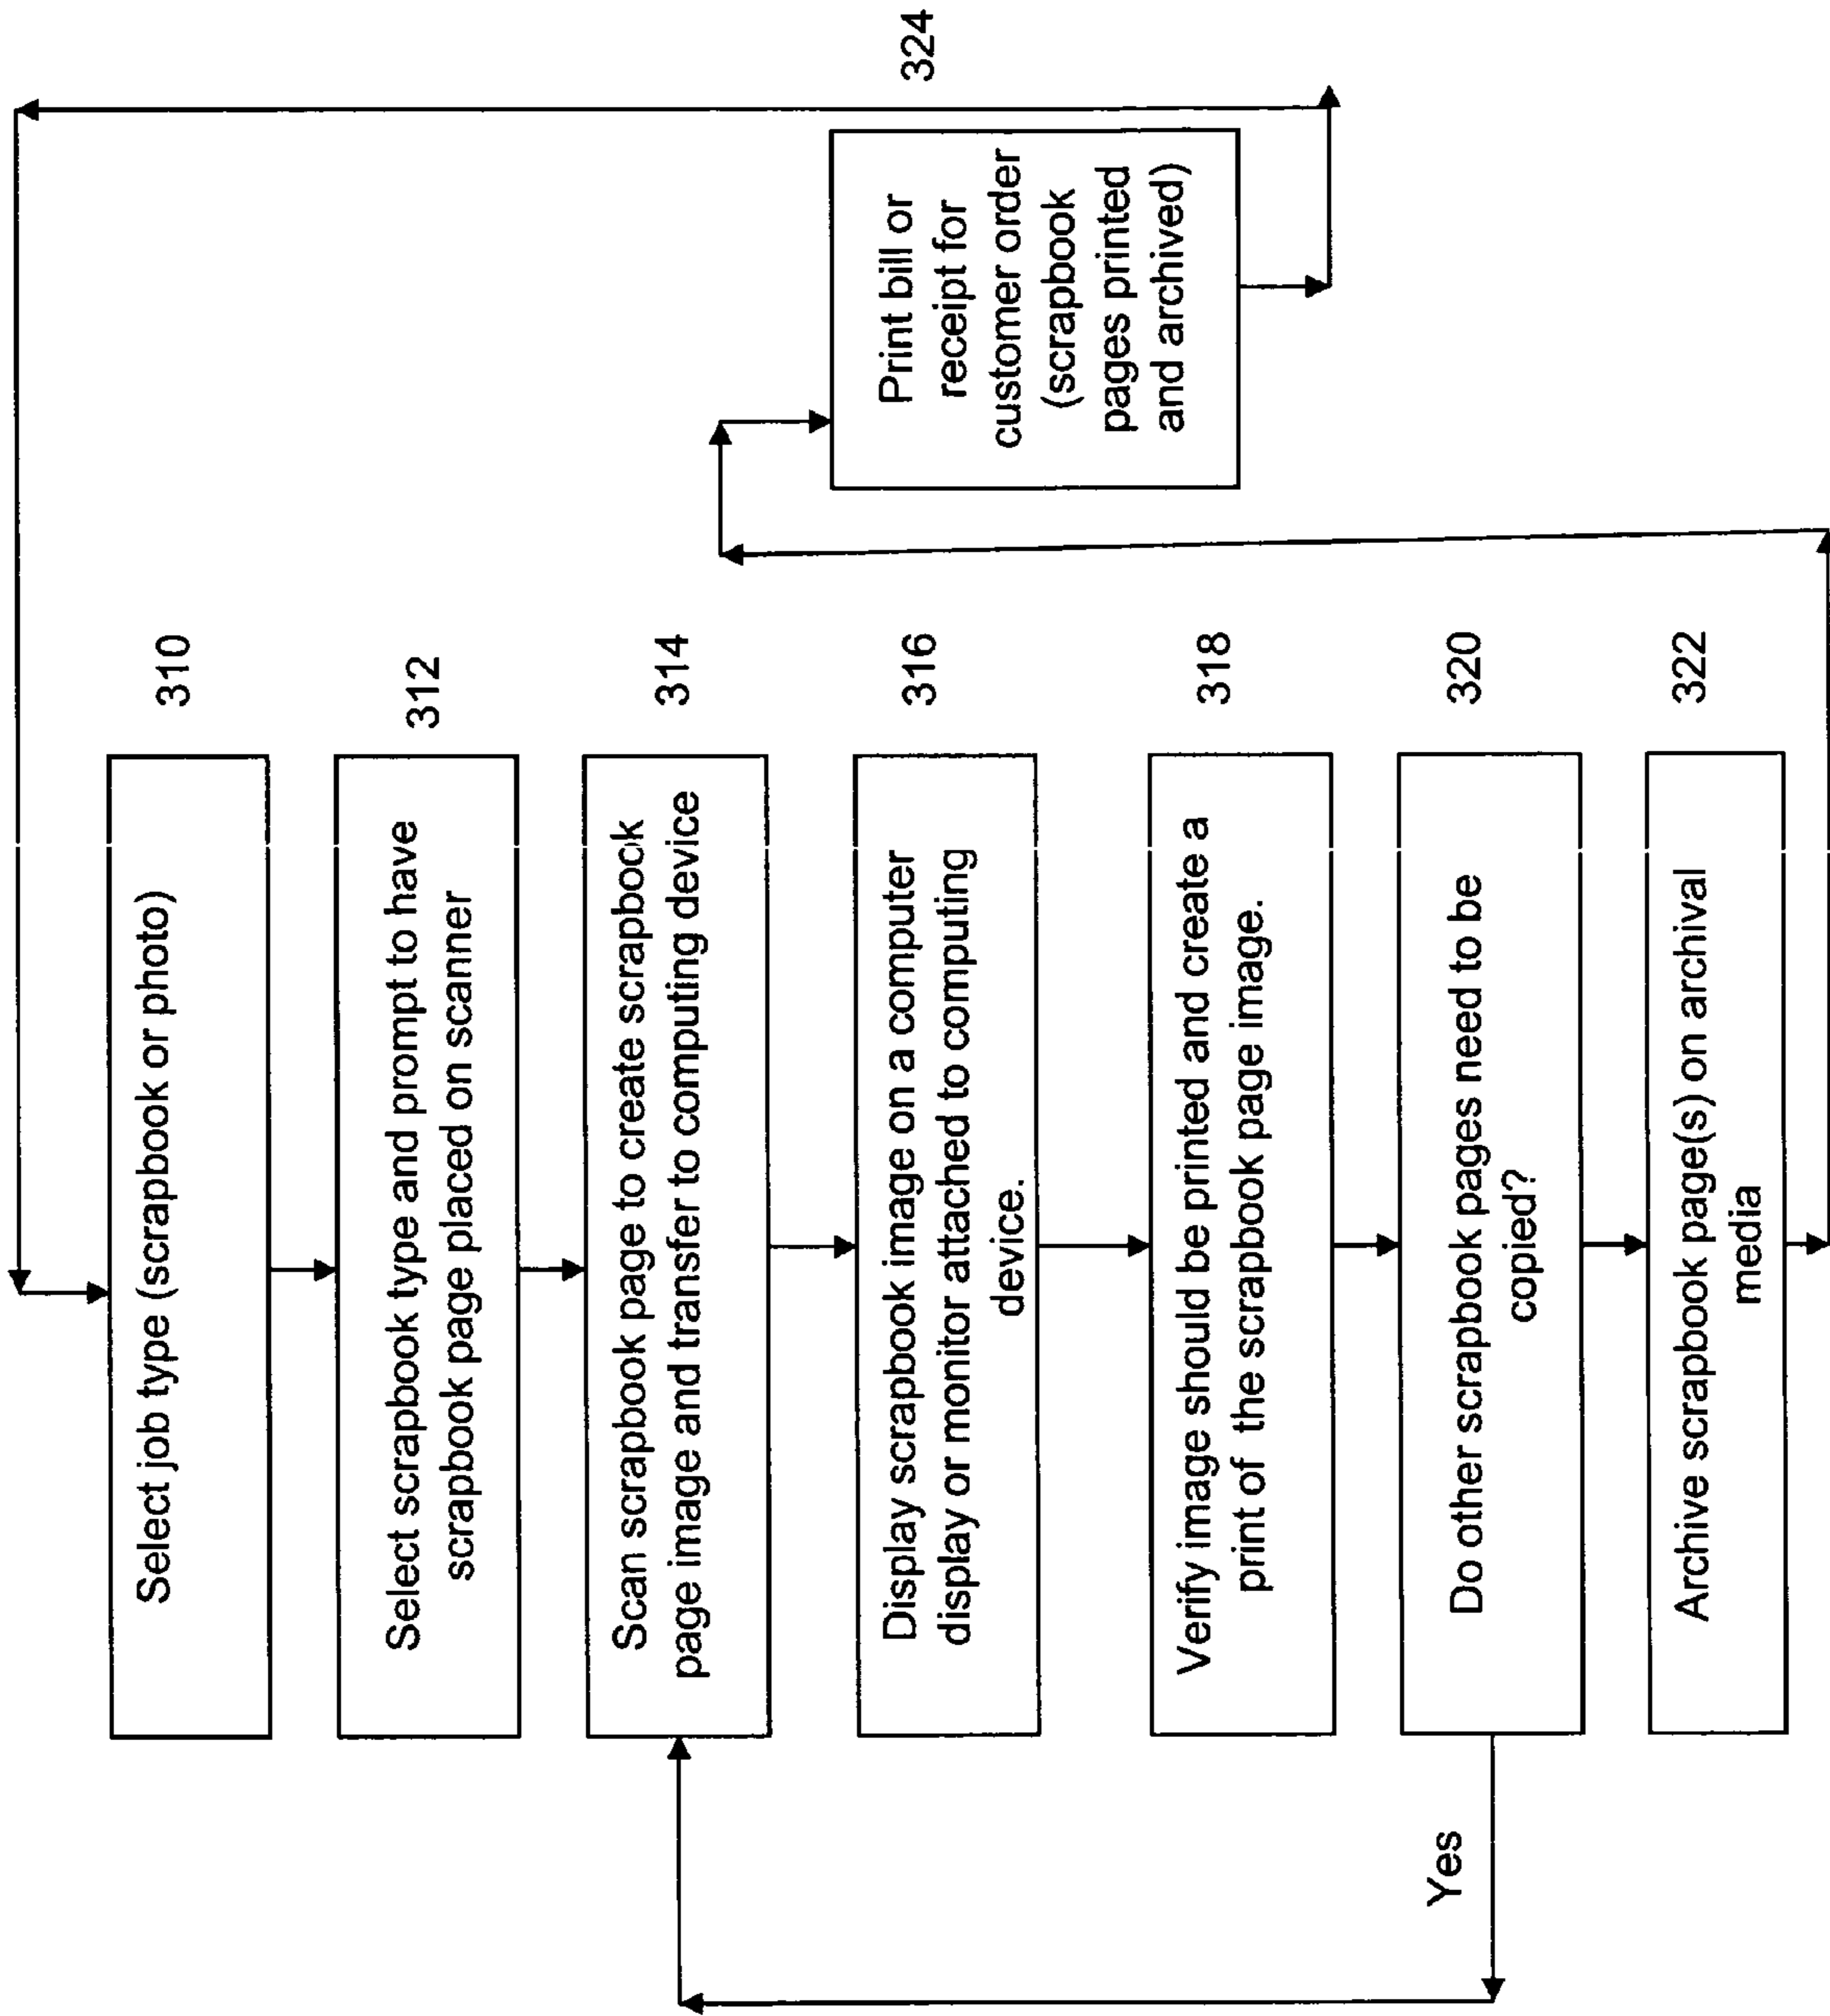 Select job type (scrapbook or photo)
310
Select scrapbook type and prompt to have
scrapbook page placed on scanner
312
Scan scrapbook page to create scrapbook
page image and transfer to computing device
314
Display scrapbook image on a computer
display or monitor attached to computing
device.
316
Verify image should be printed and create a
print of the scrapbook page image.
318
Do other scrapbook pages need to be
copied?
320
Yes
Archive scrapbook page(s) on archival
media
322
Print bill or
receipt for
customer order
(scrapbook
pages printed
and archived)
324